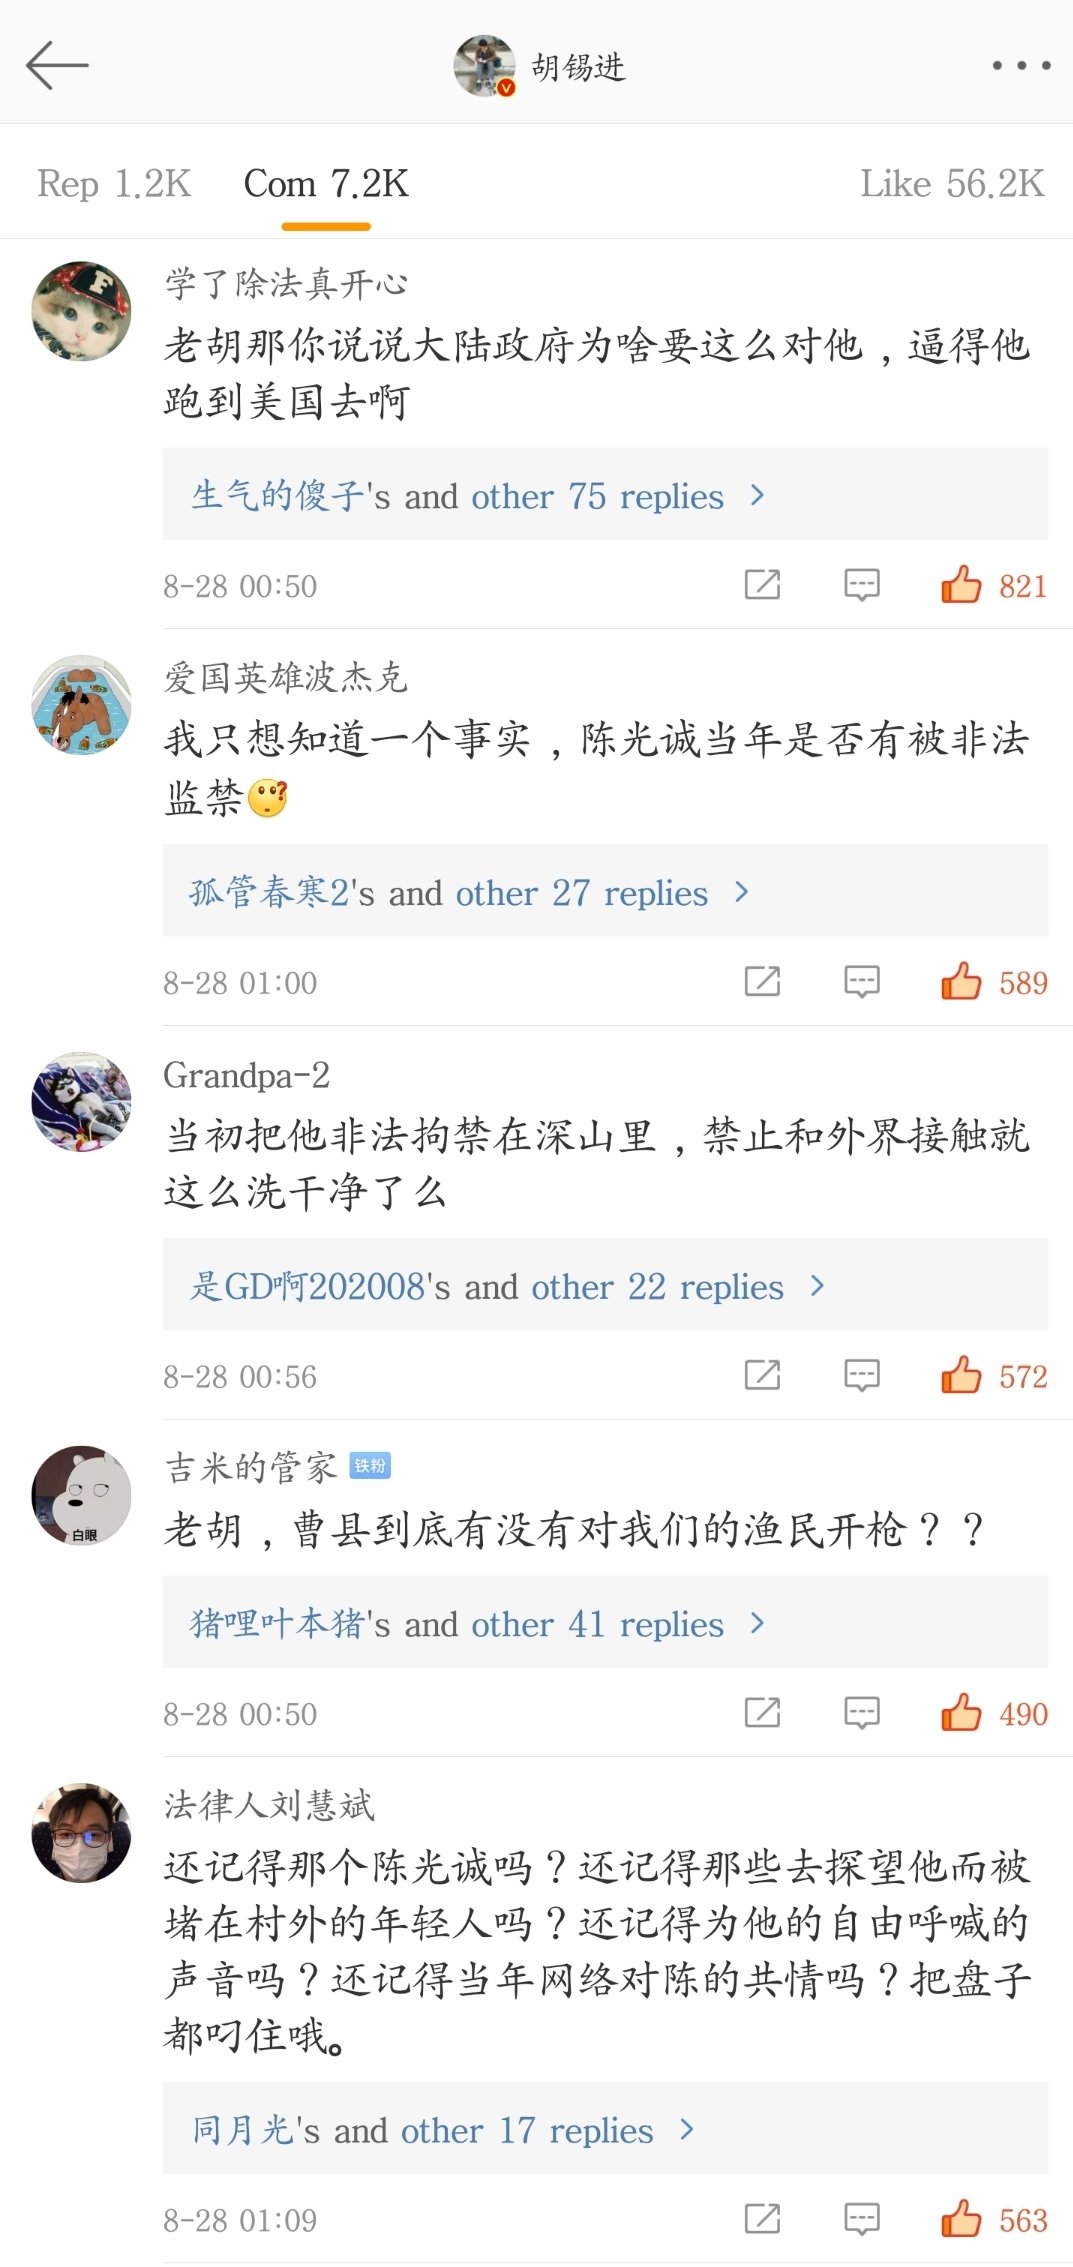 胡锡进
Rep 1.2K Com 7.2K Like 56.2K
学了除法真开心
老胡那你说说大陆政府为啥要这么对他，逼得他
跑到美国去啊
生气的傻子's and other 75 replies
8-28 00:50 821
爱国英雄波杰克
我只想知道一个事实，陈光诚当年是否有被非法
监禁
孤管春寒2's and other 27 replies
8-28 01:00 589
Grandpa-2
当初把他非法拘禁在深山里，禁止和外界接触就
这么洗干净了么
是GD啊202008's and other 22 replies
8-28 00:56 572
白眼
吉米的管家 铁粉
老胡，曹县到底有没有对我们的渔民开枪？？
猪哩叶本猪's and other 41 replies
8-28 00:50 490
法律人刘慧斌
还记得那个陈光诚吗？还记得那些去探望他而被
堵在村外的年轻人吗？还记得为他的自由呼喊的
声音吗？还记得当年网络对陈的共情吗？把盘子
都叼住哦。
同月光's and other 17 replies
8-28 01:09 563